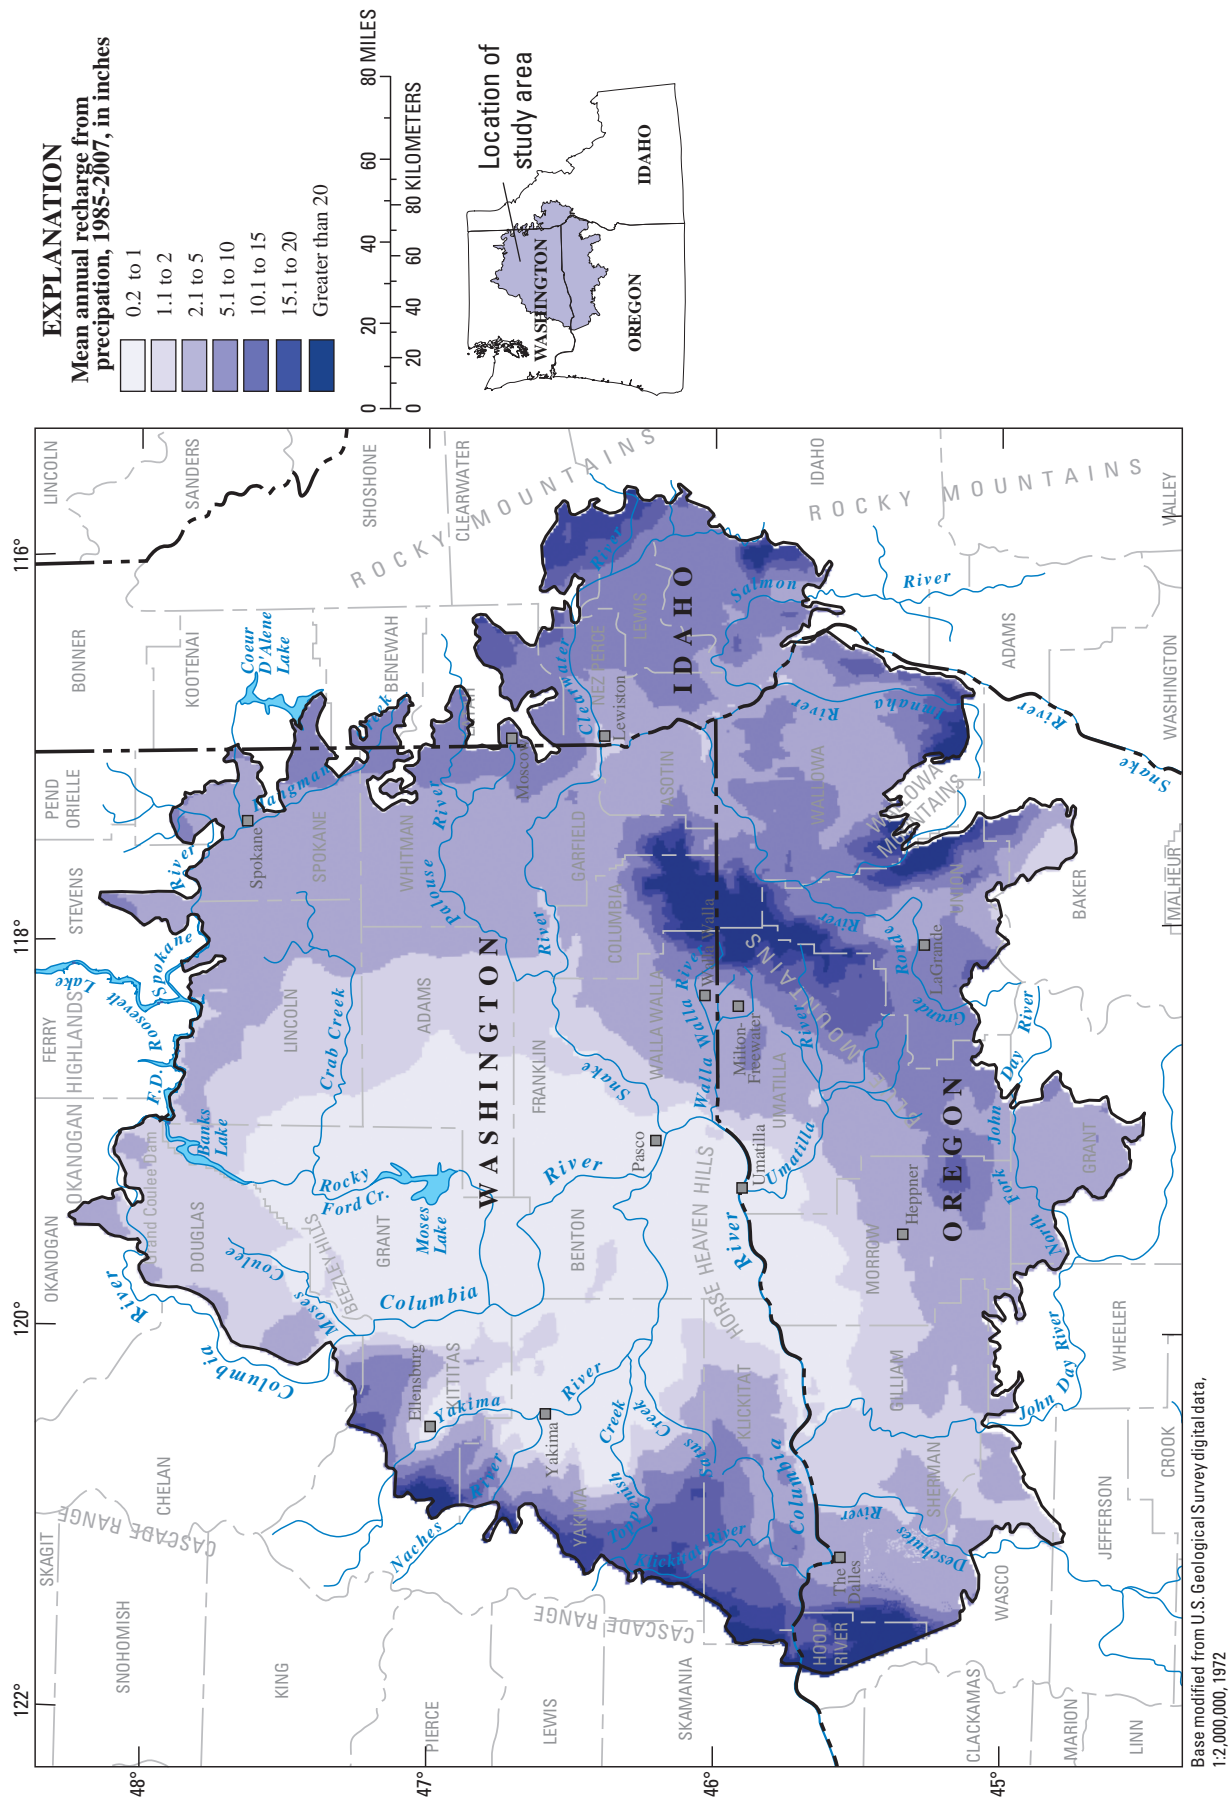 EXPLANATION
Mean annual recharge from
precipation, 1985-2007, in inches
0.2 to 1
1.1 to 2
2.1 to 5
5.1 to 10
10.1 to 15
15.1 to 20
Greater than 20
0 20 40 60 80 MILES
0 20 40 60 80 KILOMETERS
Location of
study area
WASHINGTON
OREGON
IDAHO
122°
120°
118°
116°
48°
47°
46°
45°
SKAGIT
OKANOGAN
FERRY
STEVENS
PEND
ORIELLE
BONNER
LINCOLN
OKANOGAN HIGHLANDS
F.D. Roosevelt Lake
Spokane
River
SNOHOMISH
CHELAN
CASCADE RANGE
Columbia
River
Grand Coulee Dam
Banks
Lake
DOUGLAS
Spokane
Hangman
Creek
KOOTENAI
Coeur
D'Alene
Lake
SANDERS
KING
Coulee
Moses
BEEZLEY HILLS
Rocky
Ford Cr.
Crab Creek
LINCOLN
SPOKANE
BENEWAH
SHOSHONE
GRANT
Moses
Lake
ADAMS
WHITMAN
LATAH
ROCKY MOUNTAINS
Columbia
Ellensburg
KITTITAS
Yakima
River
PIERCE
Naches
River
WASHINGTON
Palouse
River
Moscow
CLEARWATER
Yakima
FRANKLIN
River
River
Snake
GARFIELD
LEWIS
YAKIMA
BENTON
COLUMBIA
Clearwater
River
NEZ PERCE
Lewiston
Toppenish
Creek
Pasco
WALLA WALLA
ASOTIN
LEWIS
CASCADE RANGE
SKAMANIA
Klickitat River
Satus
Creek
KLICKITAT
HORSE HEAVEN HILLS
Walla Walla River
Walla Walla
IDAHO
River
Umatilla
Milton-
Freewater
Columbia
Umatilla
River
UMATILLA
MOUNTAINS
Salmon
River
IDAHO
ROCKY MOUNTAINS
HOOD
RIVER
The
Dalles
Deschutes
River
SHERMAN
GILLIAM
MORROW
Heppner
OREGON
Grande
Ronde
River
LaGrande
UNION
WALLOWA
WALLOWA
MOUNTAINS
Imnaha
River
ADAMS
CLACKAMAS
WASCO
John Day River
North
Fork
John
Day
River
GRANT
BAKER
Snake
River
MARION
JEFFERSON
WHEELER
LINN
CROOK
MALHEUR
WASHINGTON
VALLEY
Base modified from U.S. Geological Survey digital data,
1:2,000,000, 1972